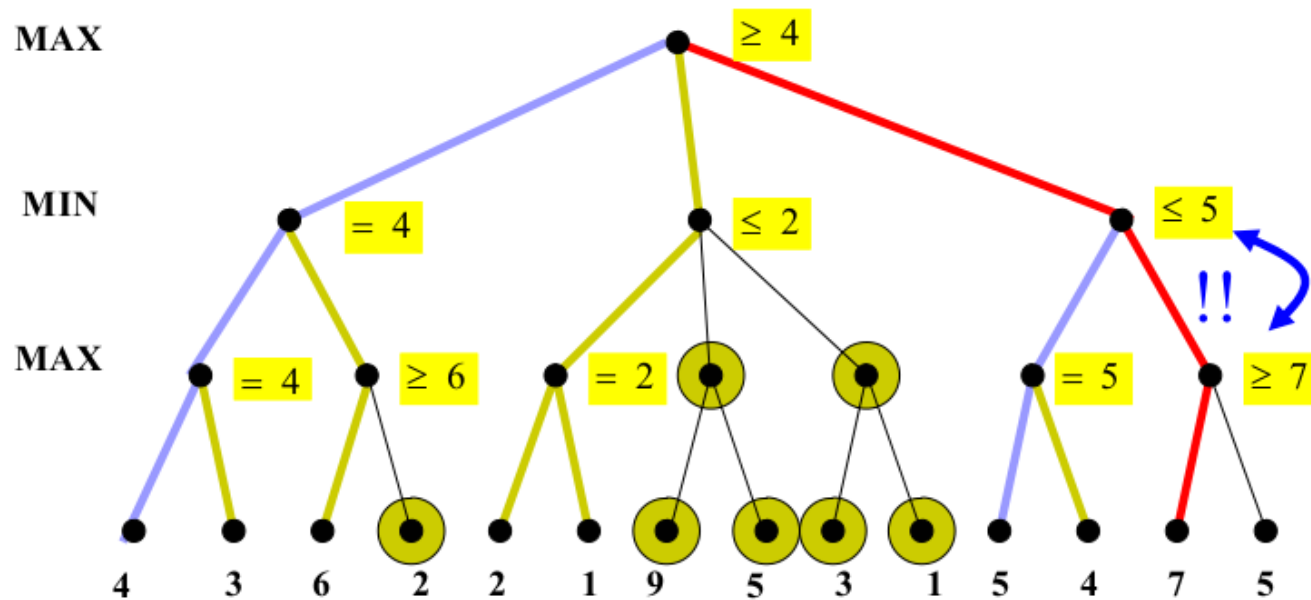 MAX ≥ 4
MIN = 4 ≤ 2 ≤ 5
!!
MAX = 4 ≥ 6 = 2 = 5 ≥ 7
4 3 6 2 2 1 9 5 3 1 5 4 7 5